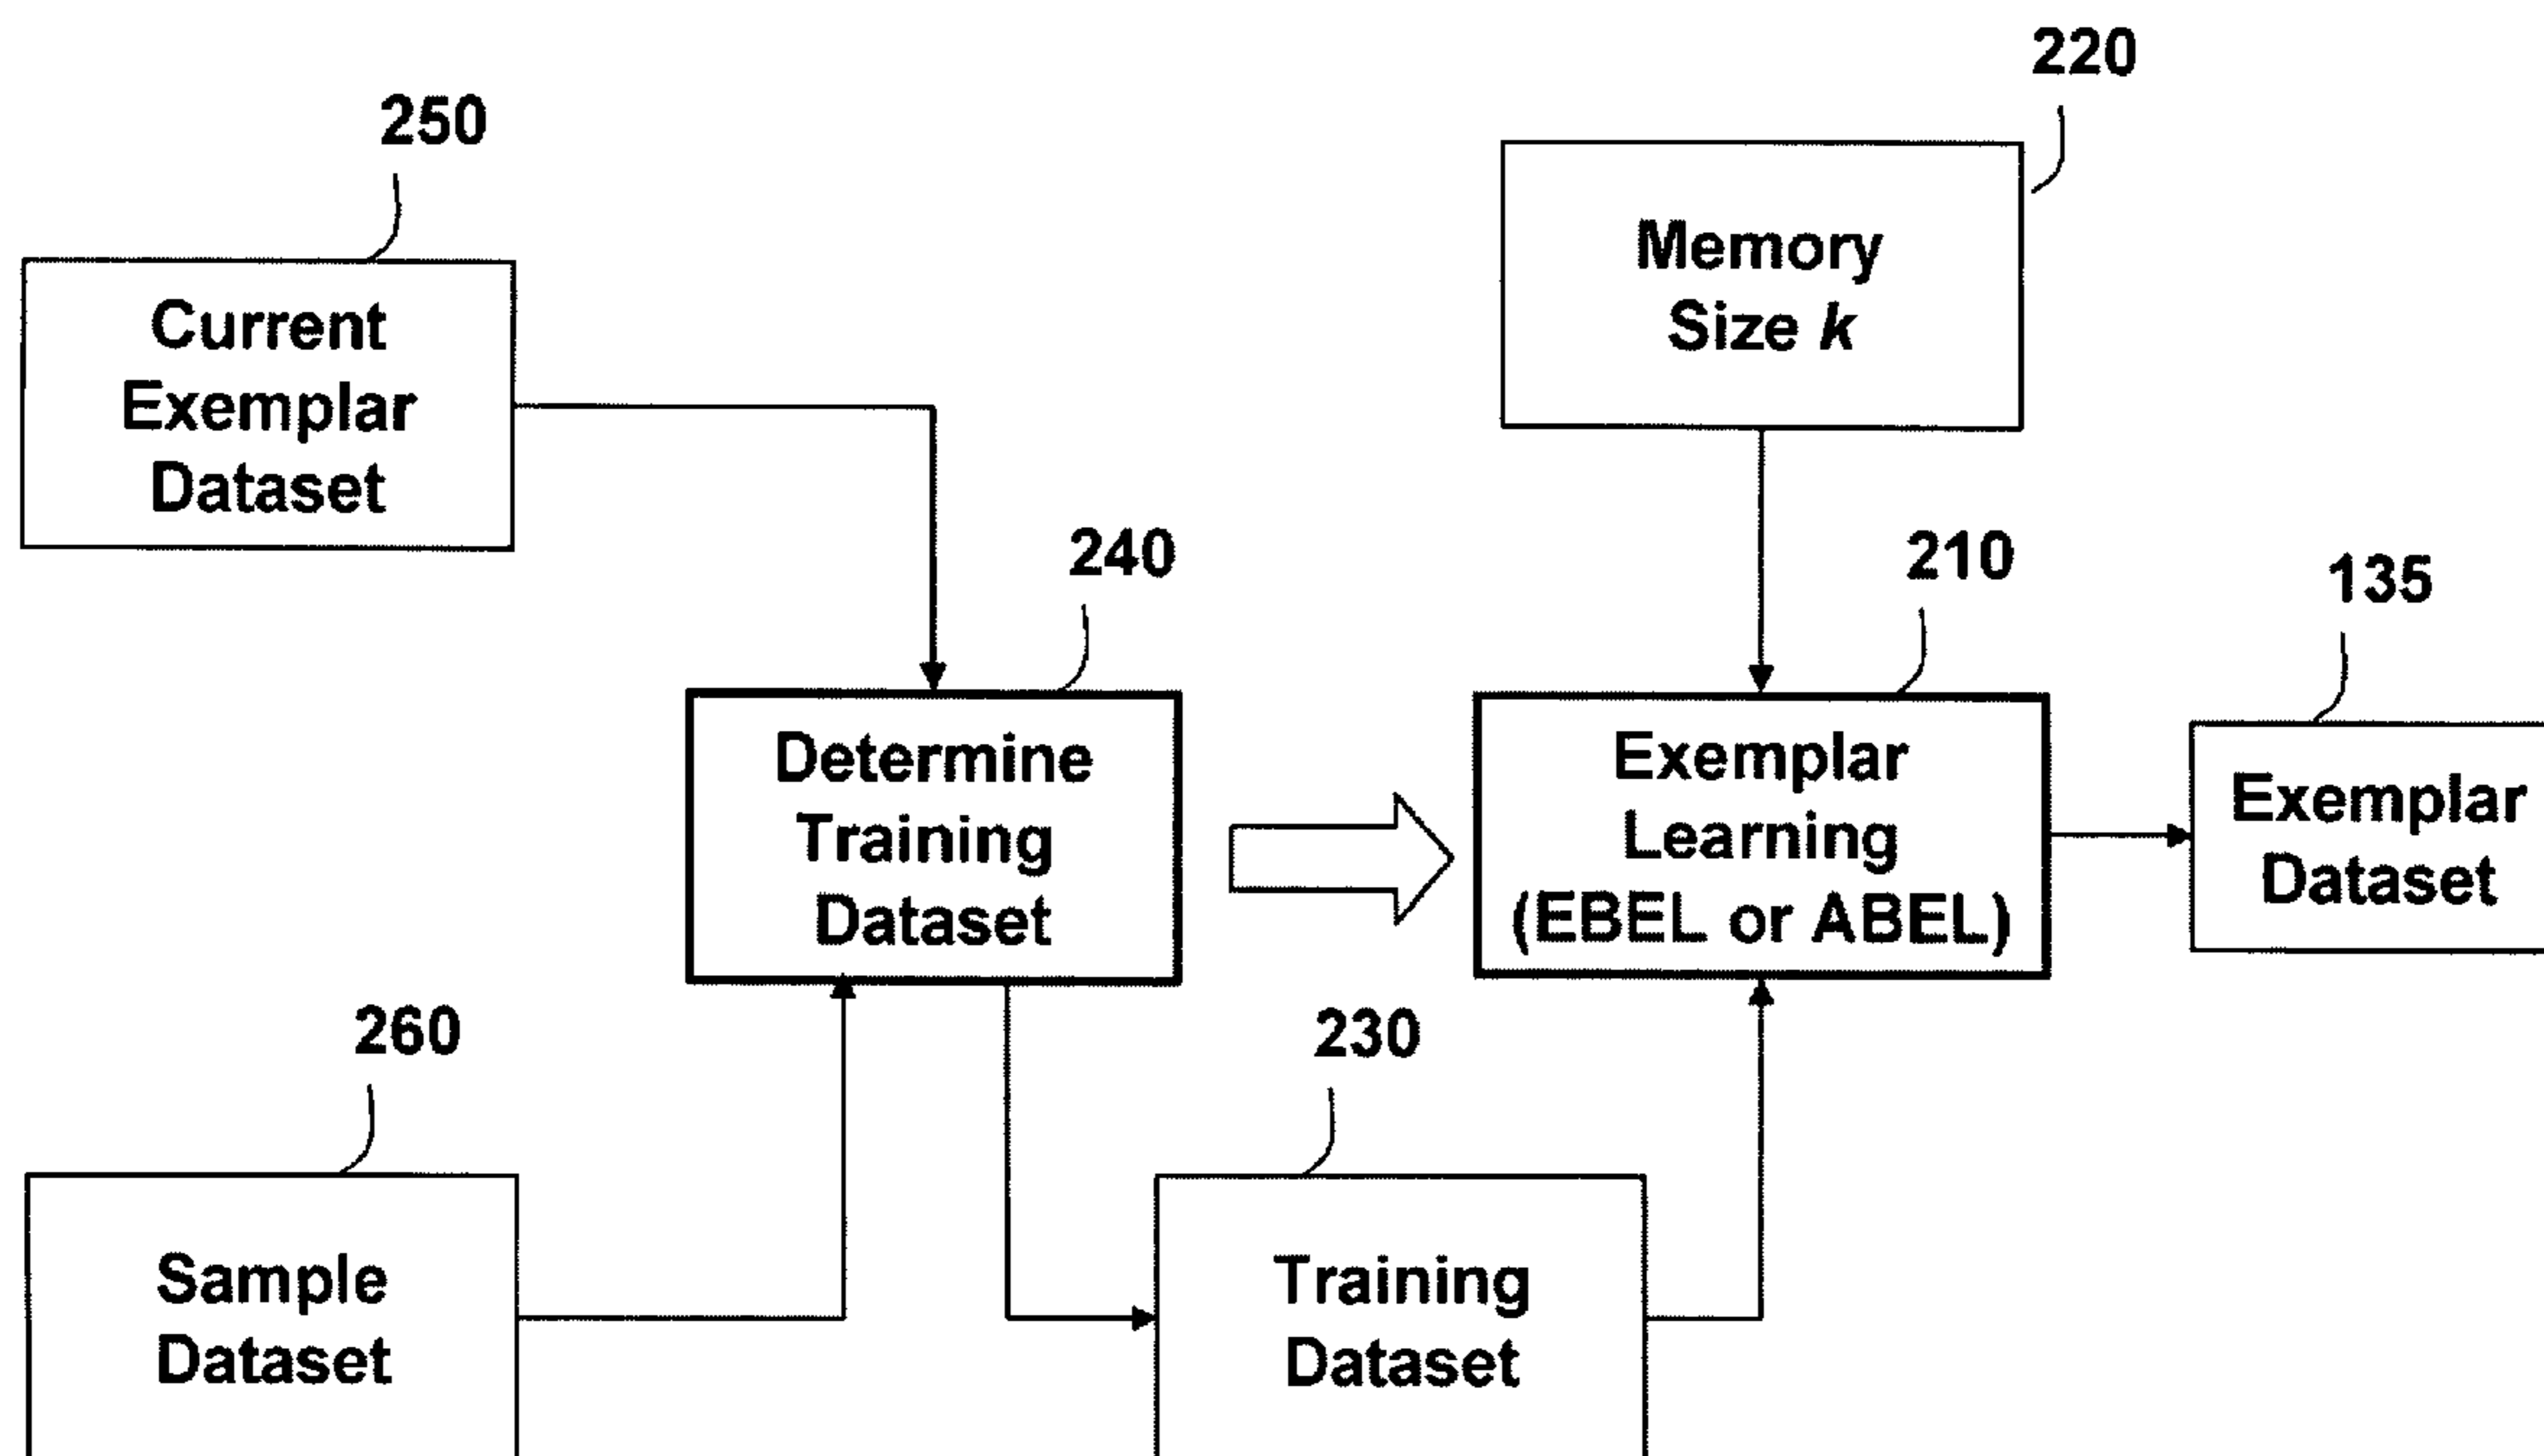 220
250
Memory
Size k
Current
Exemplar
Dataset
240
210
135
Determine
Training
Dataset
Exemplar
Learning
(EBEL or ABEL)
Exemplar
Dataset
260
230
Sample
Dataset
Training
Dataset